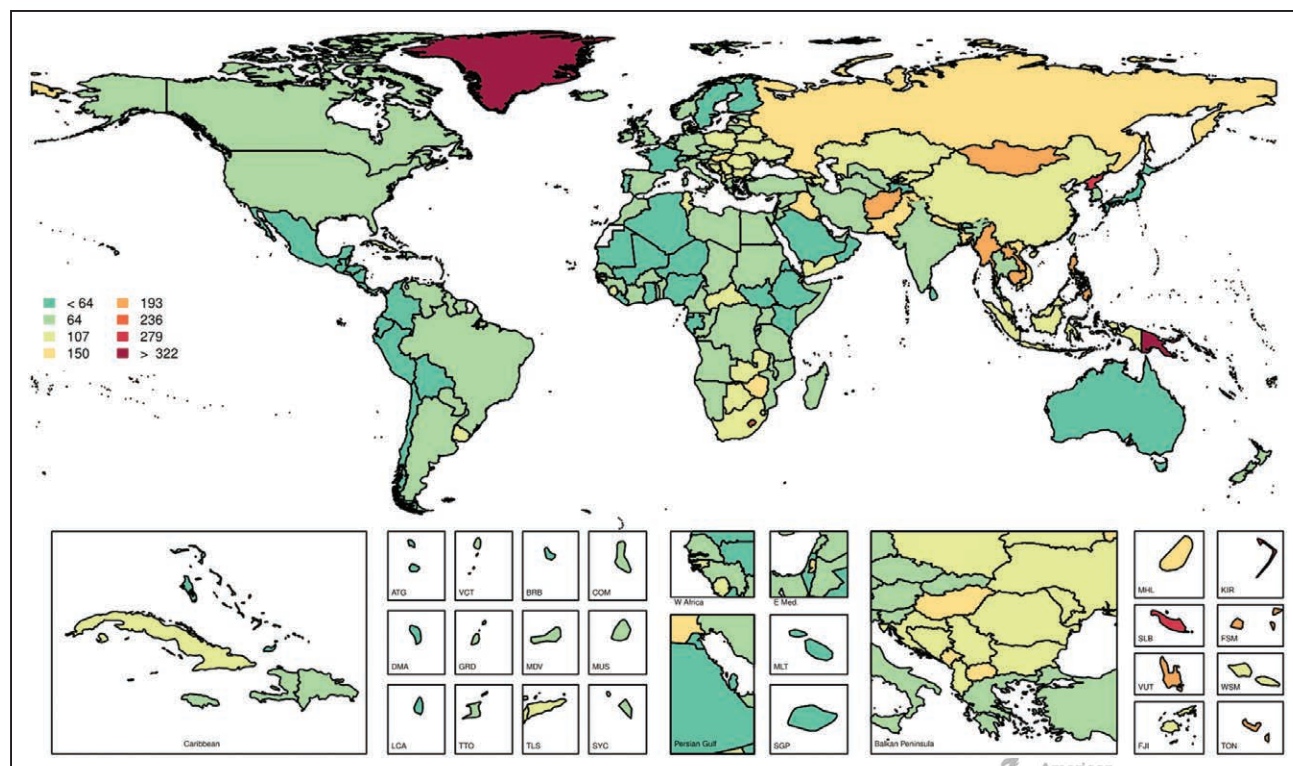 < 64 193
64 236
107 279
150 > 322
ATG VCT BRB COM W Africa E Med. MHL KIR
DMA GRD MDV MUS MLT SLB FSM
VUT WSM
Caribbean LCA TTO TLS SYC Persian Gulf SGP Balkan Peninsula FJI TON
American